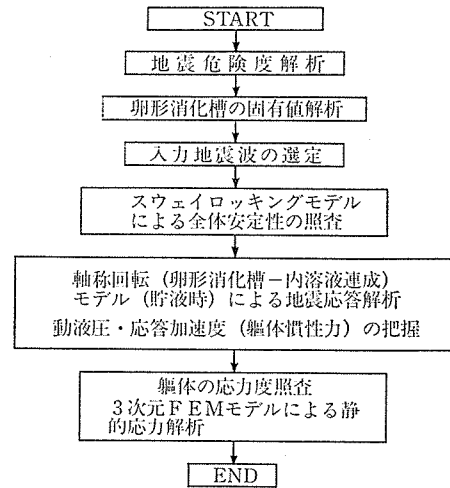 START
地震危険度解析
卵形消化槽の固有値解析
入力地震波の選定
スウェイロッキングモデル
による全体安定性の照査
軸称回転（卵形消化槽－内溶液連成）
モデル（貯液時）による地震応答解析
動液圧・応答加速度（軀体慣性力）の把握
軀体の応力度照査
3次元FEMモデルによる静
的応力解析
END